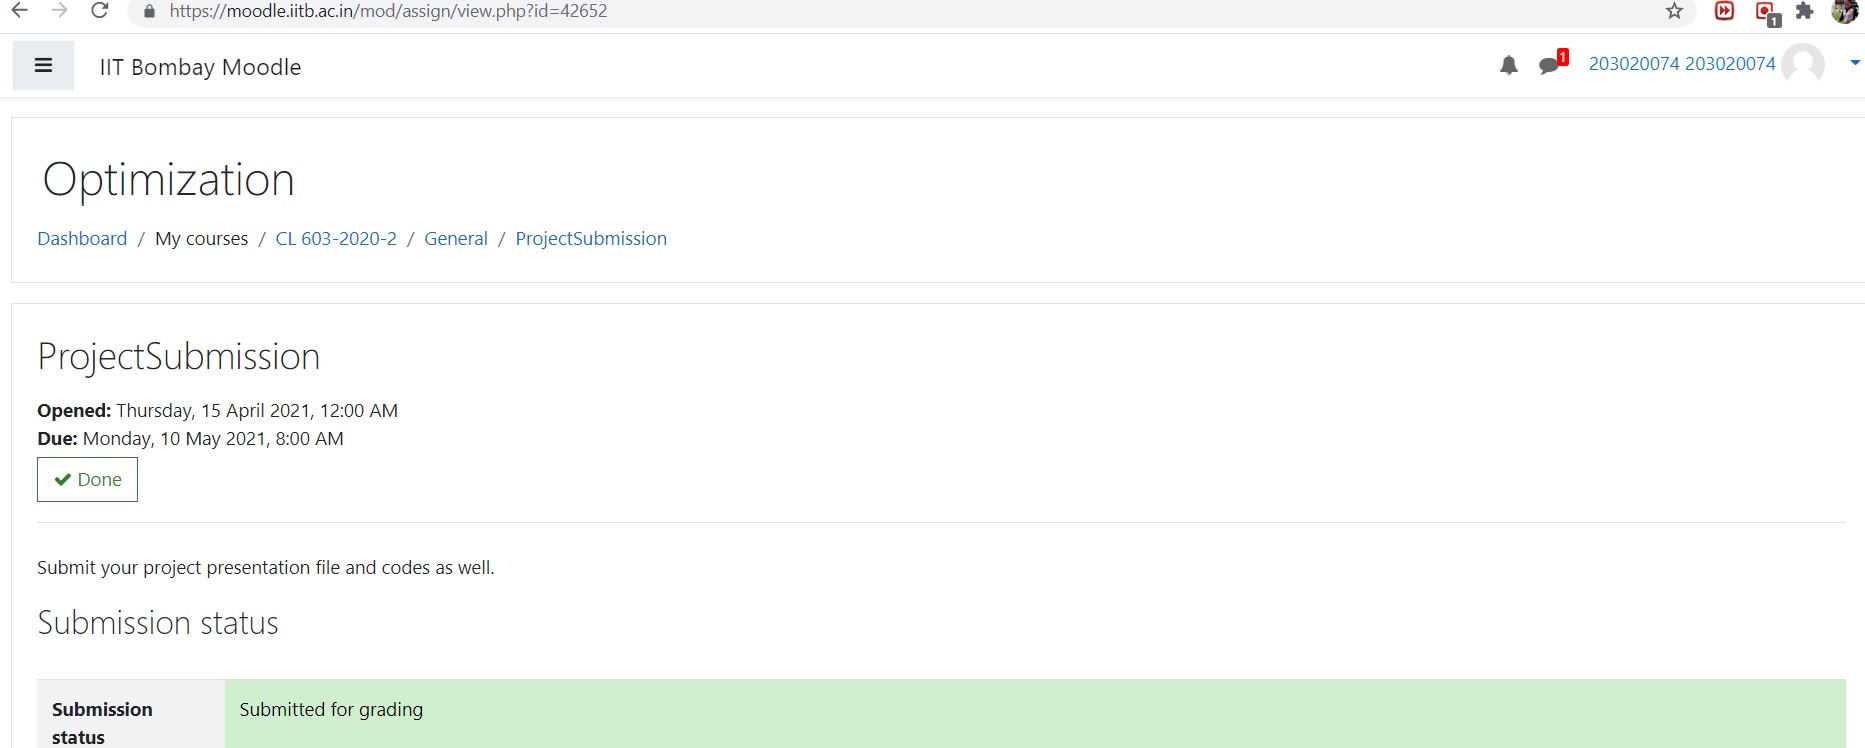 https://moodle.iitb.ac.in/mod/assign/view.php?id=42652
1
IIT Bombay Moodle
1
203020074 203020074
Optimization
Dashboard / My courses / CL 603-2020-2 / General / ProjectSubmission
ProjectSubmission
Opened: Thursday, 15 April 2021, 12:00 AM
Due: Monday, 10 May 2021, 8:00 AM
Done
Submit your project presentation file and codes as well.
Submission status
Submission status
Submitted for grading